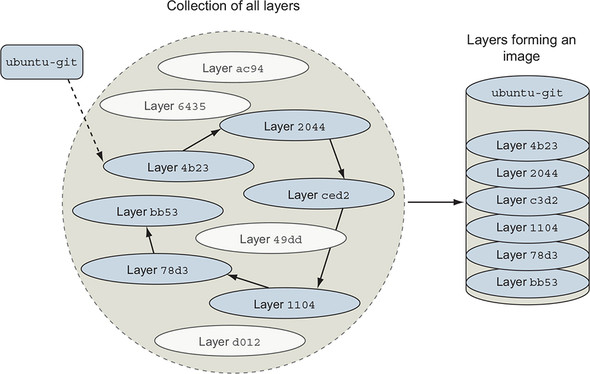 Collection of all layers
ubuntu-git
Layer ac94
Layer 6435
Layer 2044
Layer 4b23
Layer ced2
Layer bb53
Layer 49dd
Layer 78d3
Layer 1104
Layer d012
Layers forming an
image
ubuntu-git
Layer 4b23
Layer 2044
Layer c3d2
Layer 1104
Layer 78d3
Layer bb53